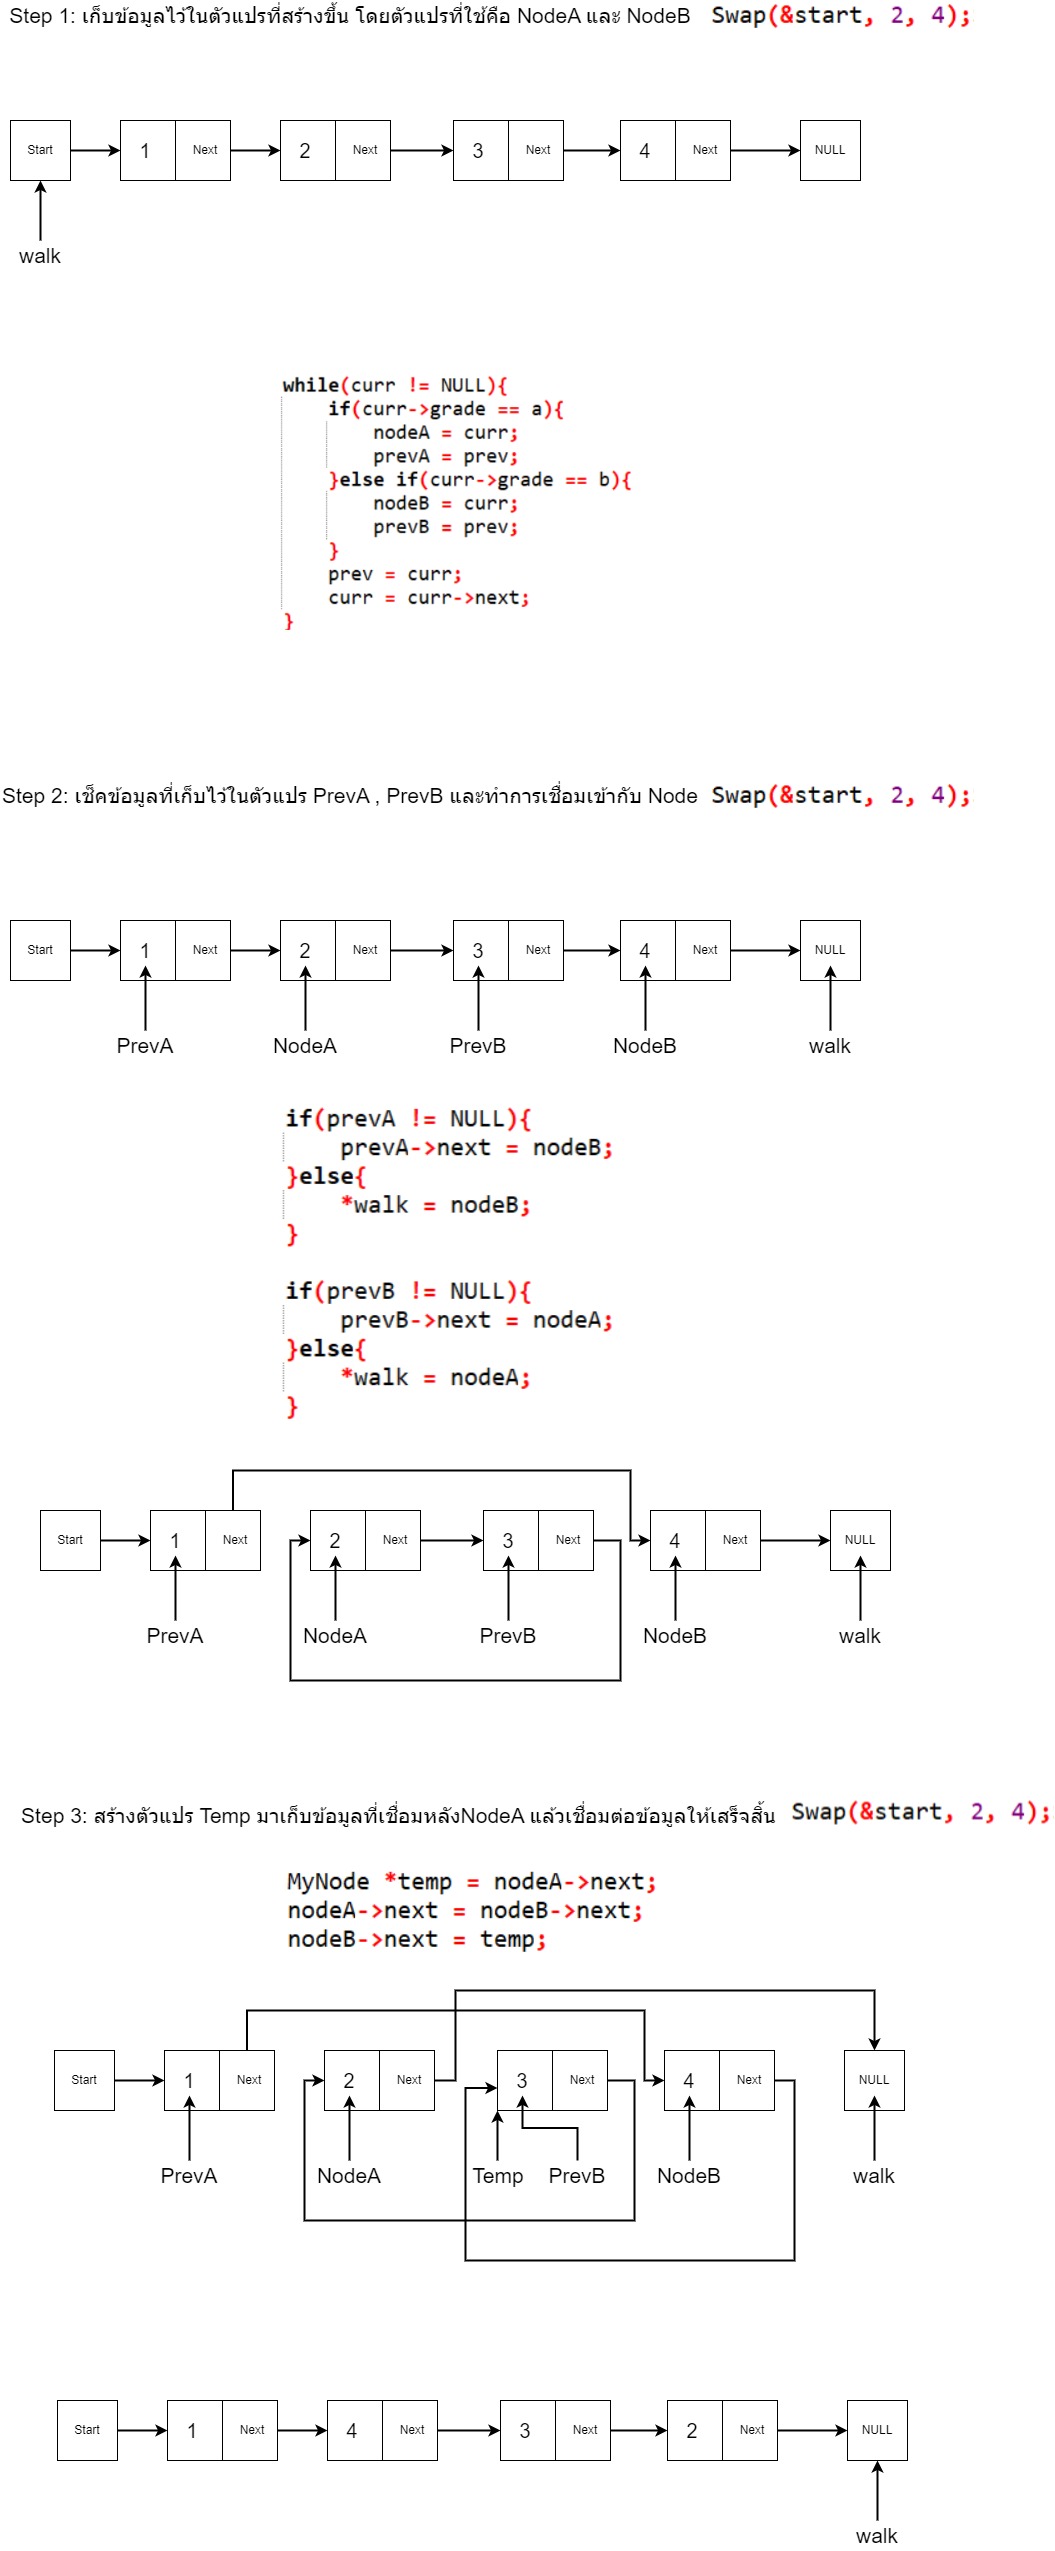 Step 1: เก็บข้อมูลไว้ในตัวแปรที่สร้างขึ้น โดยตัวแปรที่ใช้คือ NodeA และ NodeB Swap(&start, 2, 4);
Start 1 Next 2 Next 3 Next 4 Next NULL
walk
while(curr != NULL){
if(curr->grade == a){
nodeA = curr;
prevA = prev;
}else if(curr->grade == b){
nodeB = curr;
prevB = prev;
}
prev = curr;
curr = curr->next;
}
Step 2: เช็คข้อมูลที่เก็บไว้ในตัวแปร PrevA , PrevB และทำการเชื่อมเข้ากับ Node Swap(&start, 2, 4);
Start 1 Next 2 Next 3 Next 4 Next NULL
PrevA NodeA PrevB NodeB walk
if(prevA != NULL){
prevA->next = nodeB;
}else{
*walk = nodeB;
}
if(prevB != NULL){
prevB->next = nodeA;
}else{
*walk = nodeA;
}
Start 1 Next 2 Next 3 Next 4 Next NULL
PrevA NodeA PrevB NodeB walk
Step 3: สร้างตัวแปร Temp มาเก็บข้อมูลที่เชื่อมหลังNodeA แล้วเชื่อมต่อข้อมูลให้เสร็จสิ้น Swap(&start, 2, 4);
MyNode *temp = nodeA->next;
nodeA->next = nodeB->next;
nodeB->next = temp;
Start 1 Next 2 Next 3 Next 4 Next NULL
PrevA NodeA Temp PrevB NodeB walk
Start 1 Next 4 Next 3 Next 2 Next NULL
walk